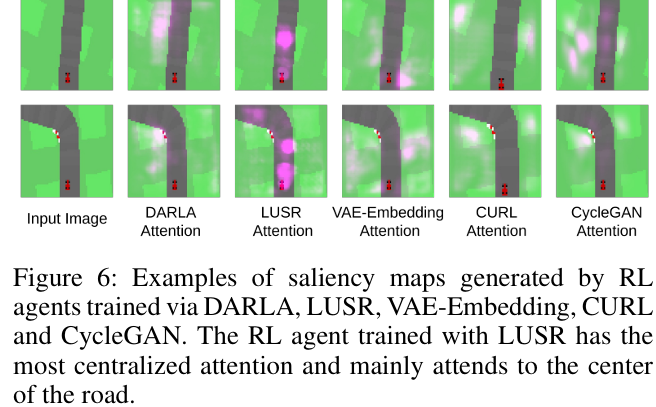 Input Image
DARLA
Attention
LUSR
Attention
VAE-Embedding
Attention
CURL
Attention
CycleGAN
Attention
Figure 6: Examples of saliency maps generated by RL
agents trained via DARLA, LUSR, VAE-Embedding, CURL
and CycleGAN. The RL agent trained with LUSR has the
most centralized attention and mainly attends to the center
of the road.